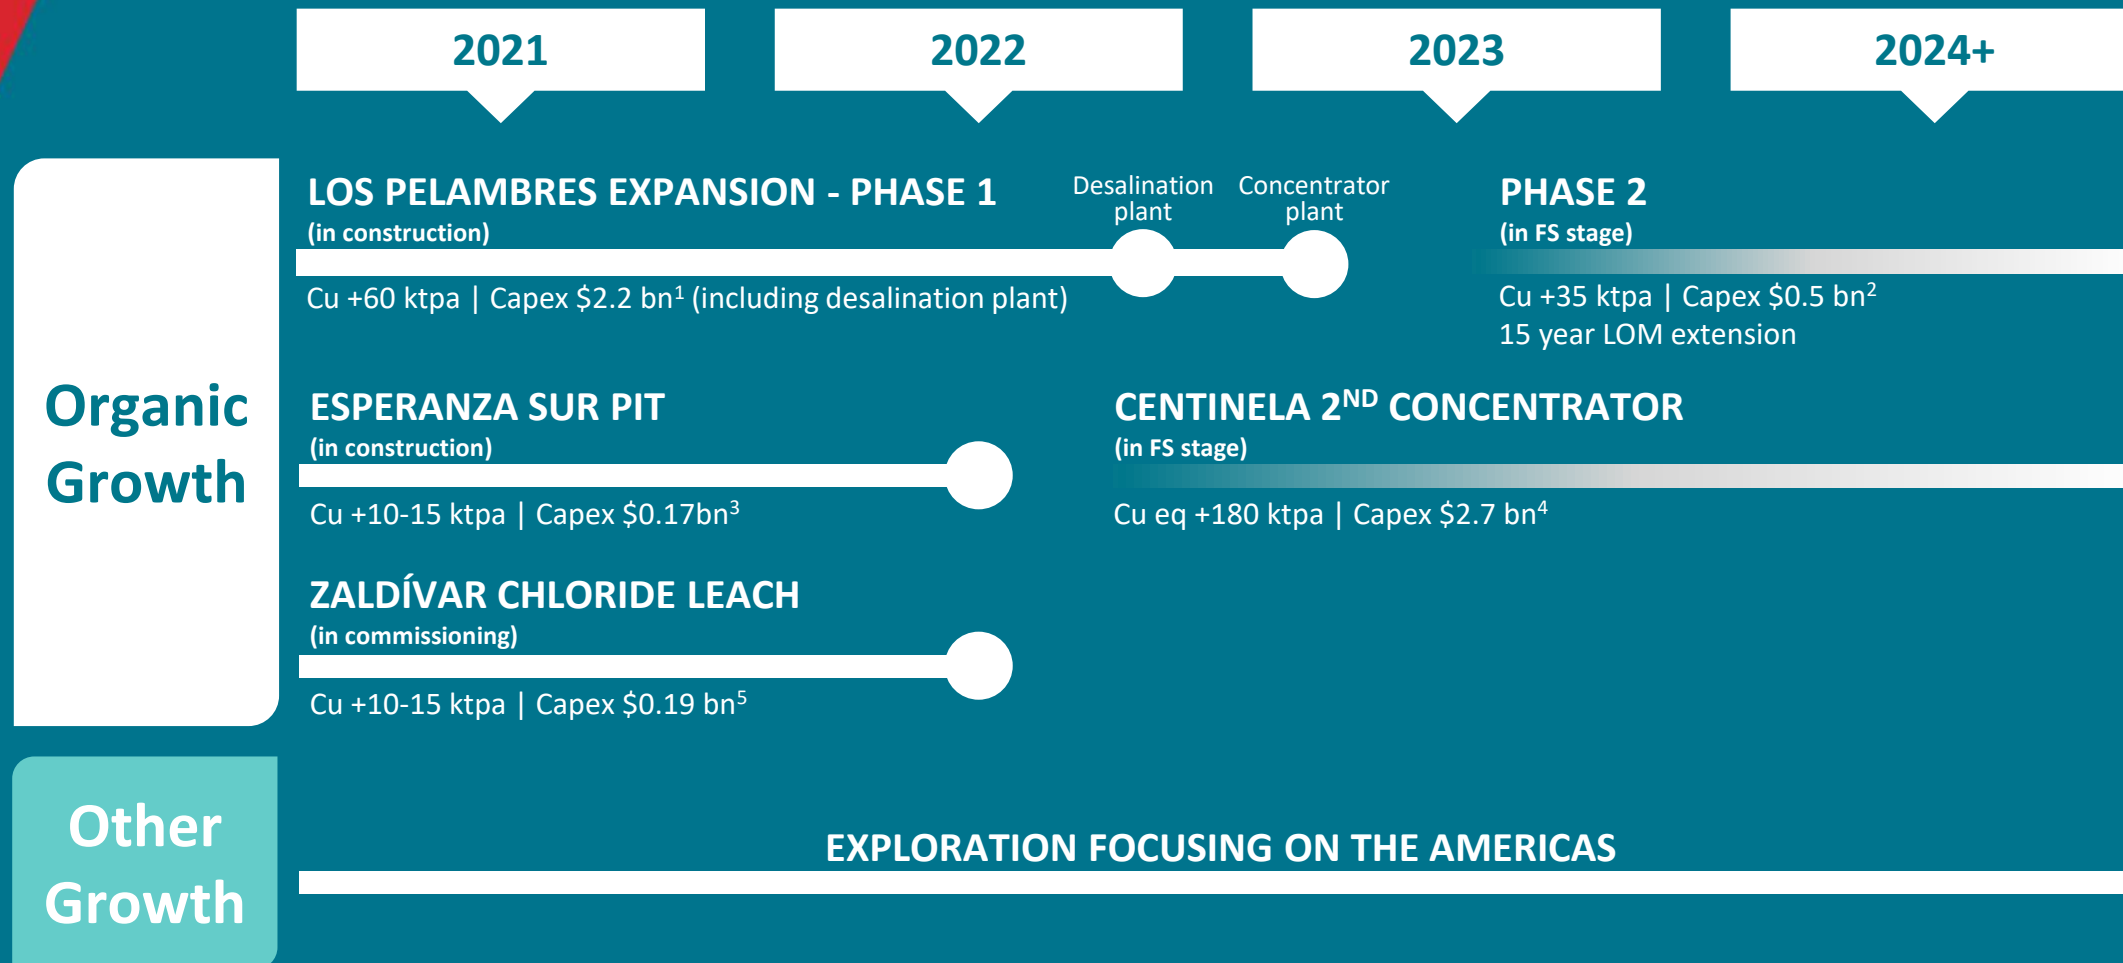 2021
2022
2023
2024+
Organic
Growth
LOS PELAMBRES EXPANSION - PHASE 1
(in construction)
Desalination
plant
Concentrator
plant
Cu +60 ktpa | Capex $2.2 bn¹ (including desalination plant)
PHASE 2
(in FS stage)
Cu +35 ktpa | Capex $0.5 bn²
15 year LOM extension
ESPERANZA SUR PIT
(in construction)
Cu +10-15 ktpa | Capex $0.17bn³
CENTINELA 2ND CONCENTRATOR
(in FS stage)
Cu eq +180 ktpa | Capex $2.7 bn⁴
ZALDÍVAR CHLORIDE LEACH
(in commissioning)
Cu +10-15 ktpa | Capex $0.19 bn⁵
Other
Growth
EXPLORATION FOCUSING ON THE AMERICAS